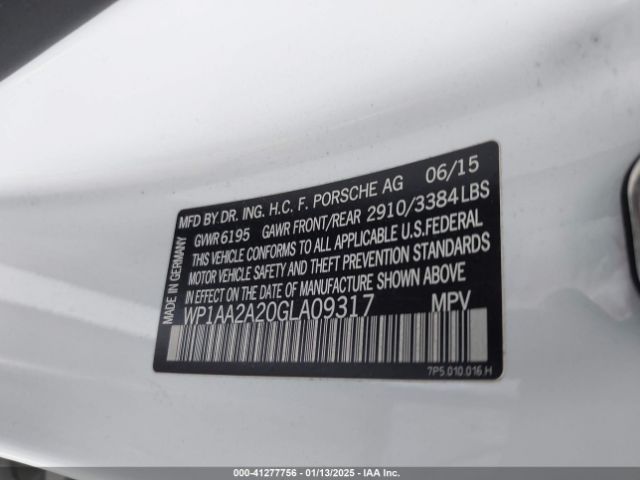 MFD BY DR. ING. H.C. F. PORSCHE AG 06/15
GVWR 6195 GAWR FRONT/REAR 2910/3384 LBS
THIS VEHICLE CONFORMS TO ALL APPLICABLE U.S.FEDERAL
MOTOR VEHICLE SAFETY AND THEFT PREVENTION STANDARDS
IN EFFECT ON THE DATE OF MANUFACTURE SHOWN ABOVE
WP1AA2A20GLA09317 MPV
MADE IN GERMANY
7P5.010.016.H
000-41277756 - 01/13/2025 - IAA Inc.